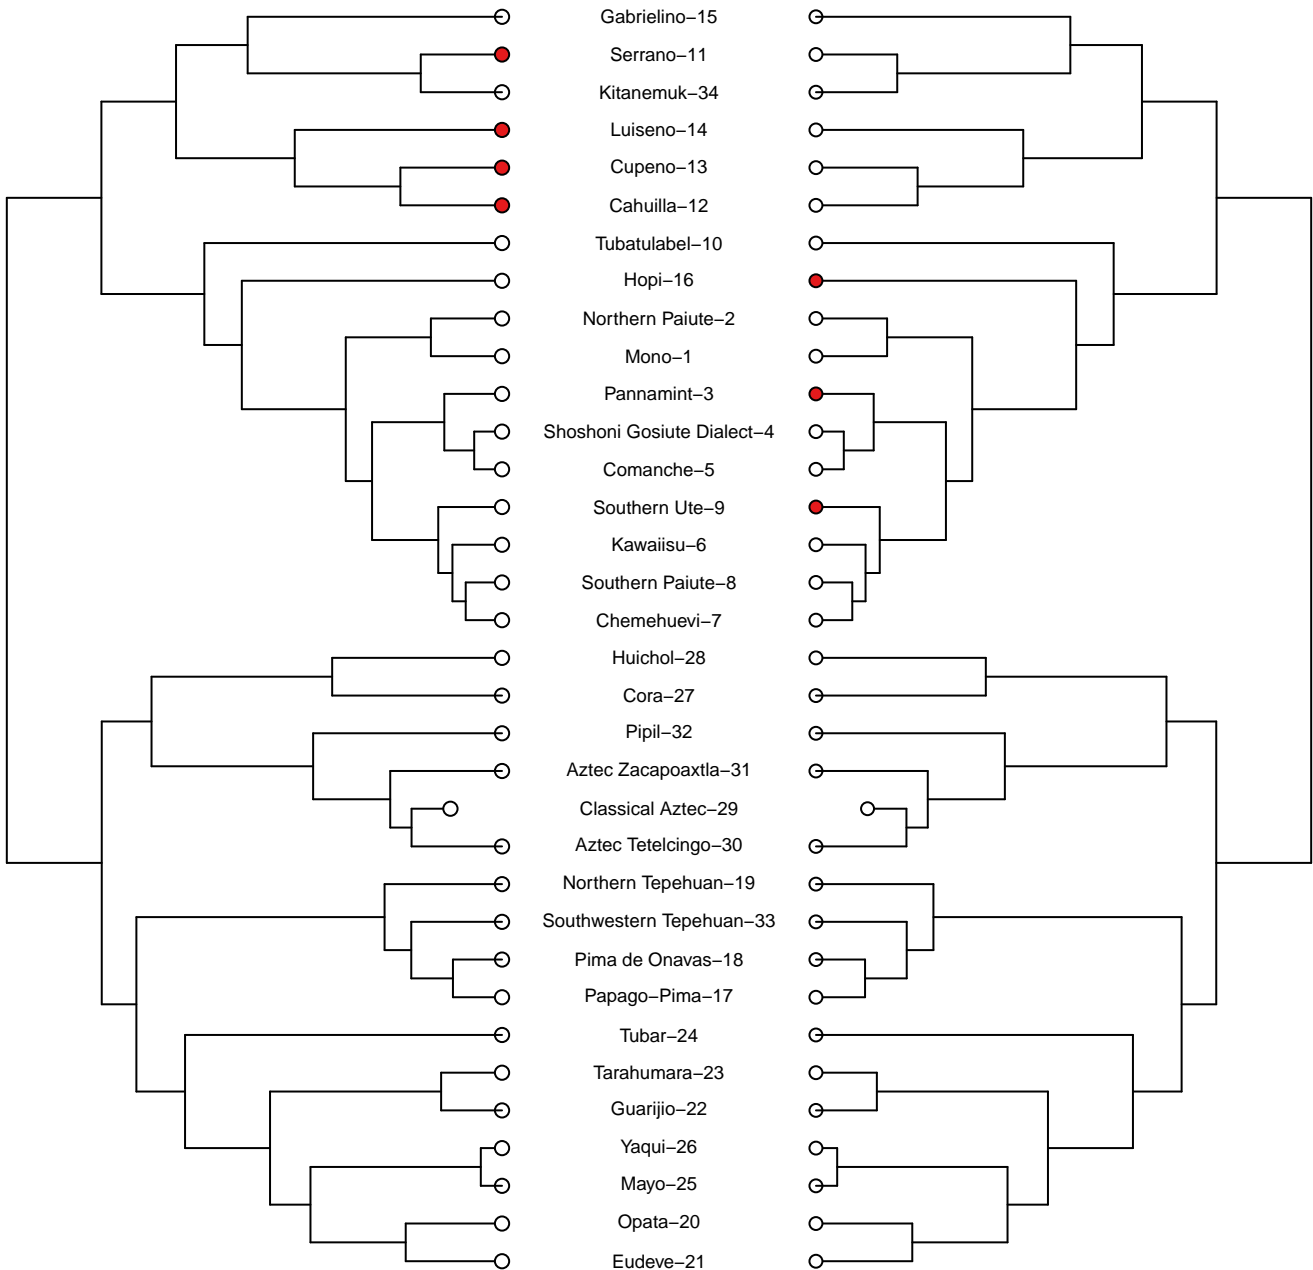 Gabrielino−15
Serrano−11
Kitanemuk−34
Luiseno−14
Cupeno−13
Cahuilla−12
Tubatulabel−10
Hopi−16
Northern Paiute−2
Mono−1
Pannamint−3
Shoshoni Gosiute Dialect−4
Comanche−5
Southern Ute−9
Kawaiisu−6
Southern Paiute−8
Chemehuevi−7
Huichol−28
Cora−27
Pipil−32
Aztec Zacapoaxtla−31
Classical Aztec−29
Aztec Tetelcingo−30
Northern Tepehuan−19
Southwestern Tepehuan−33
Pima de Onavas−18
Papago−Pima−17
Tubar−24
Tarahumara−23
Guarijio−22
Yaqui−26
Mayo−25
Opata−20
Eudeve−21